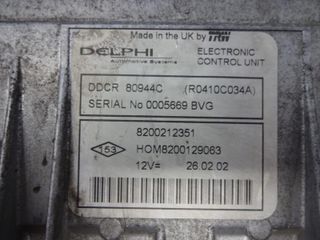 Made in the UK by TRW
DELPHI
Automotive Systems
ELECTRONIC
CONTROL UNIT
DDCR 80944C (R0410C034A)
SERIAL No 0005669 BVG
8200212351
153
HOM8200129063
12V= 26.02.02